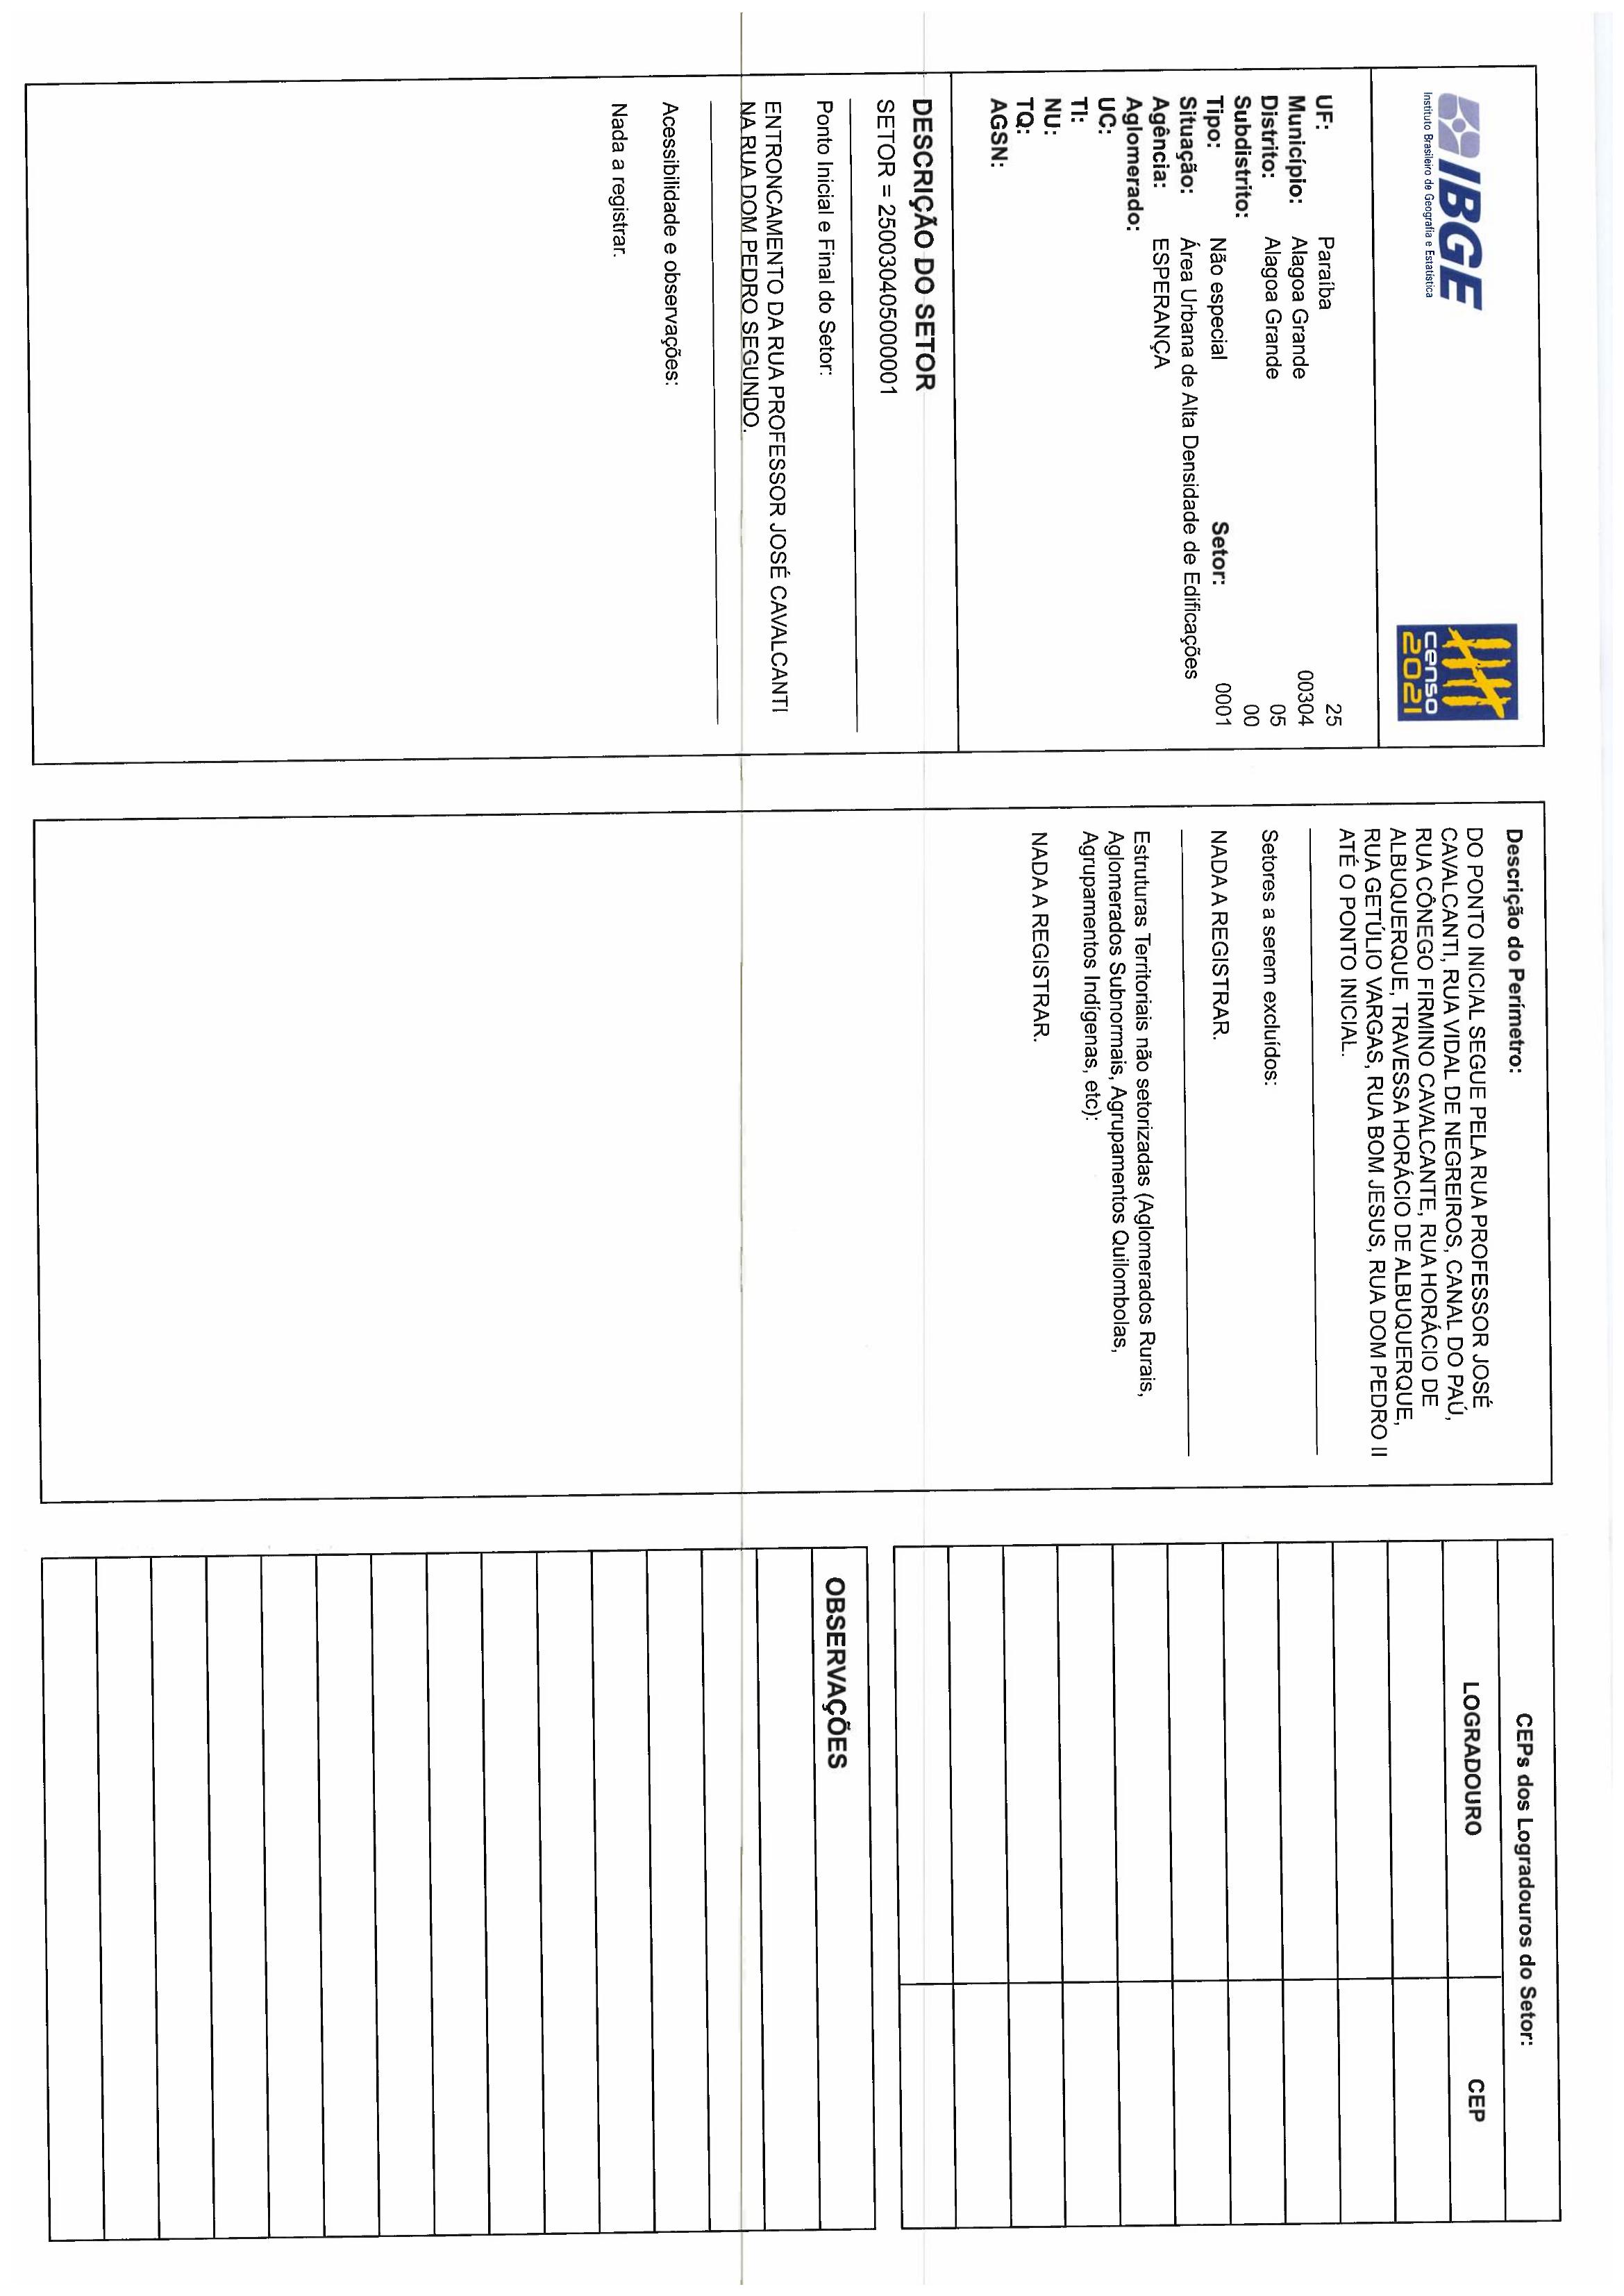 IBGE
Instituto Brasileiro de Geografia e Estatística
censo
2021
UF: Paraíba 25
Município: Alagoa Grande 00304
Distrito: Alagoa Grande 05
Subdistrito: 00
Tipo: Não especial Setor: 0001
Situação: Área Urbana de Alta Densidade de Edificações
Agência: ESPERANÇA
Aglomerado:
UC:
TI:
NU:
TQ:
AGSN:
DESCRIÇÃO DO SETOR
SETOR = 250030405000001
Ponto Inicial e Final do Setor:
ENTRONCAMENTO DA RUA PROFESSOR JOSÉ CAVALCANTI
NA RUA DOM PEDRO SEGUNDO.
Acessibilidade e observações:
Nada a registrar.
Descrição do Perímetro:
DO PONTO INICIAL SEGUE PELA RUA PROFESSOR JOSÉ
CAVALCANTI, RUA VIDAL DE NEGREIROS, CANAL DO PAÚ,
RUA CÔNEGO FIRMINO CAVALCANTE, RUA HORÁCIO DE
ALBUQUERQUE, TRAVESSA HORÁCIO DE ALBUQUERQUE,
RUA GETÚLIO VARGAS, RUA BOM JESUS, RUA DOM PEDRO II
ATÉ O PONTO INICIAL.
Setores a serem excluídos:
NADA A REGISTRAR.
Estruturas Territoriais não setorizadas (Aglomerados Rurais,
Aglomerados Subnormais, Agrupamentos Quilombolas,
Agrupamentos Indígenas, etc):
NADA A REGISTRAR.
CEPs dos Logradouros do Setor:
LOGRADOURO CEP
OBSERVAÇÕES